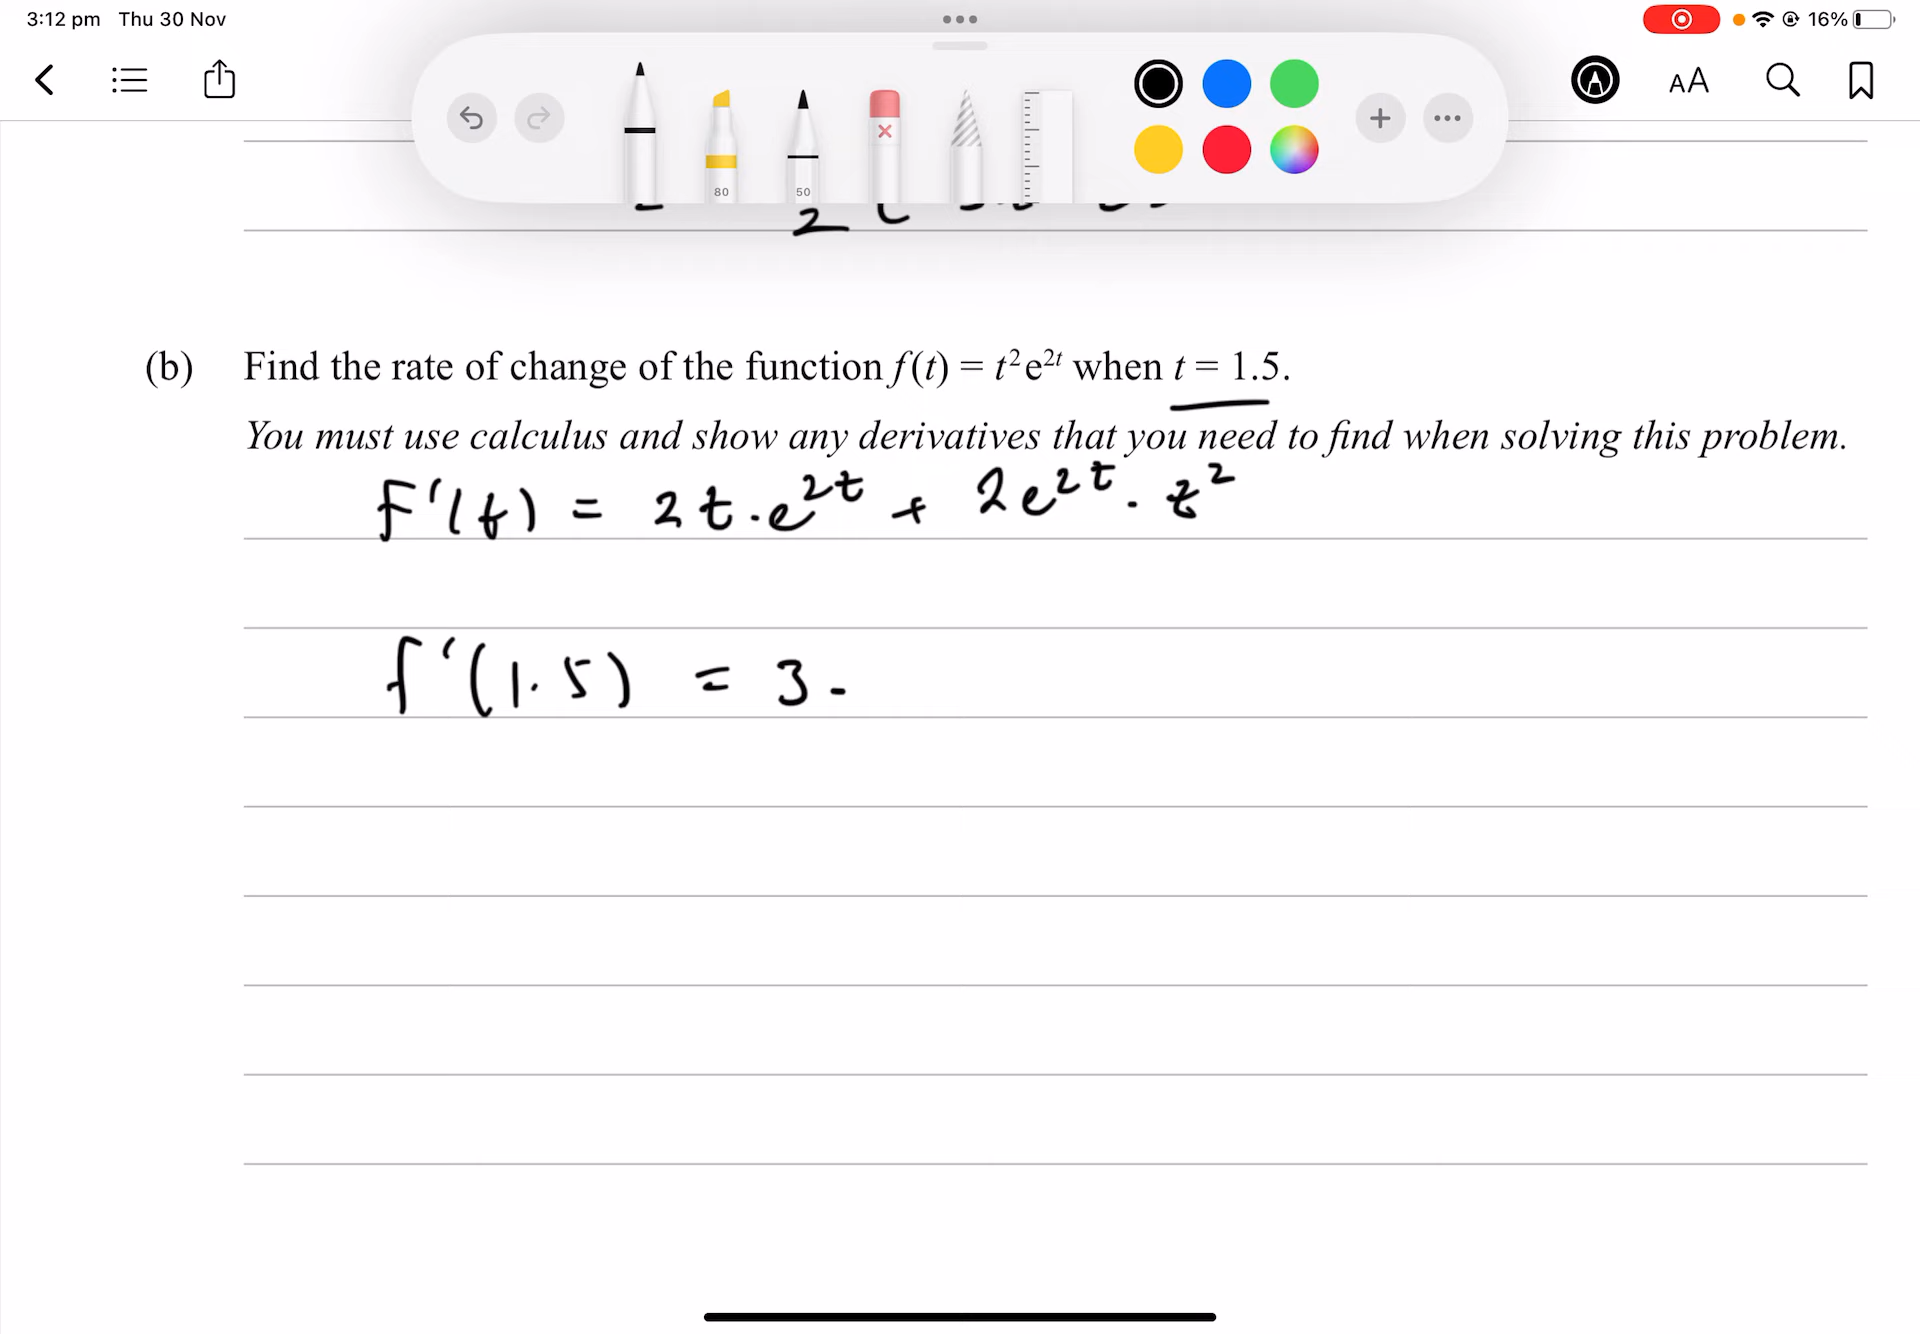 3:12 pm Thu 30 Nov
16%
AA
80
50
2
(b) Find the rate of change of the function f(t) = t²e²ᵗ when t = 1.5.
You must use calculus and show any derivatives that you need to find when solving this problem.
F'(t) = 2t·e²ᵗ + 2e²ᵗ · t²
f'(1.5) = 3·